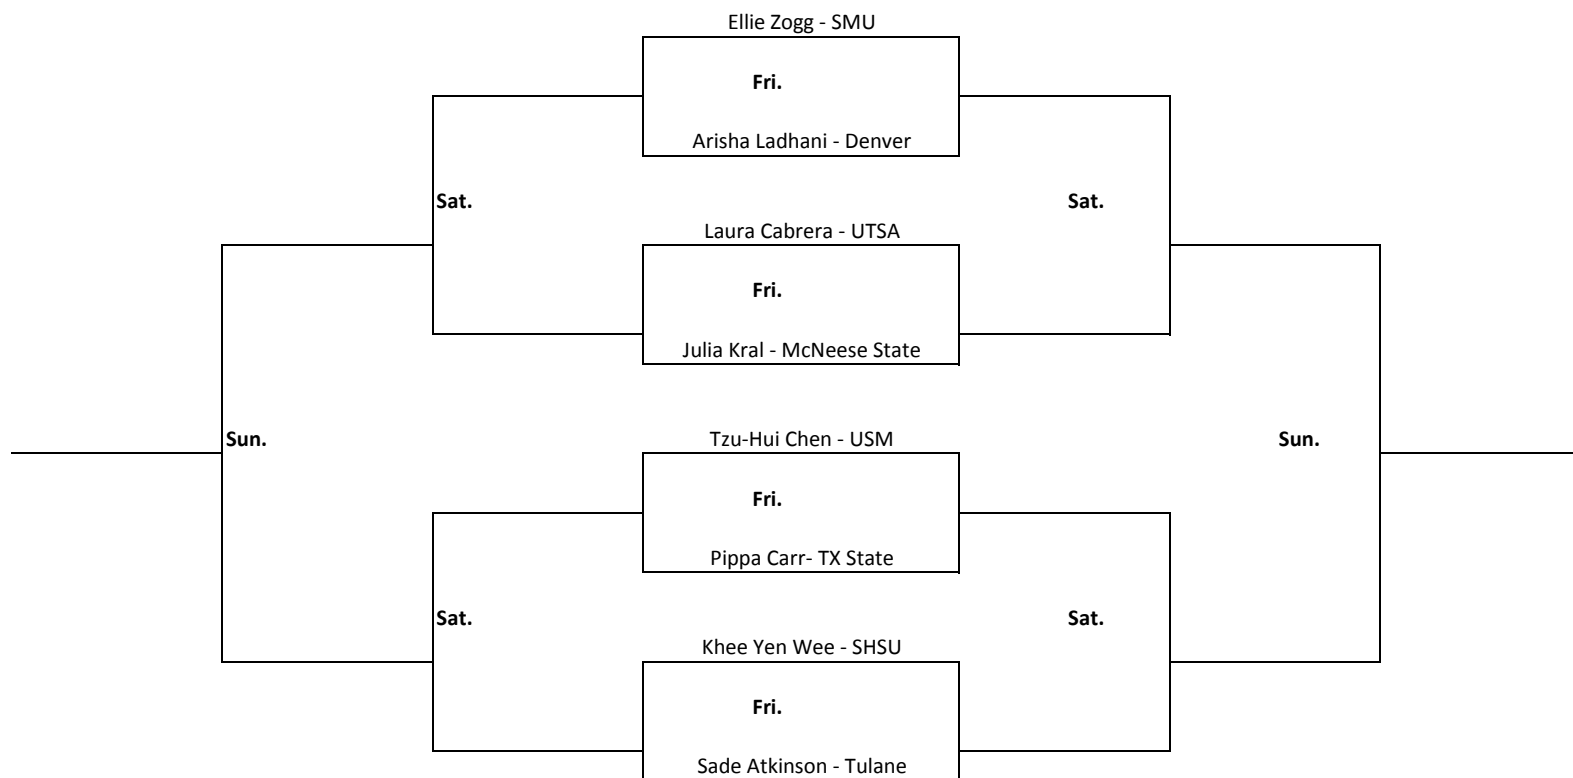 Ellie Zogg - SMU
Fri.
Arisha Ladhani - Denver
Sat.
Sat.
Laura Cabrera - UTSA
Fri.
Julia Kral - McNeese State
Sun.
Tzu-Hui Chen - USM
Sun.
Fri.
Pippa Carr- TX State
Sat.
Sat.
Khee Yen Wee - SHSU
Fri.
Sade Atkinson - Tulane